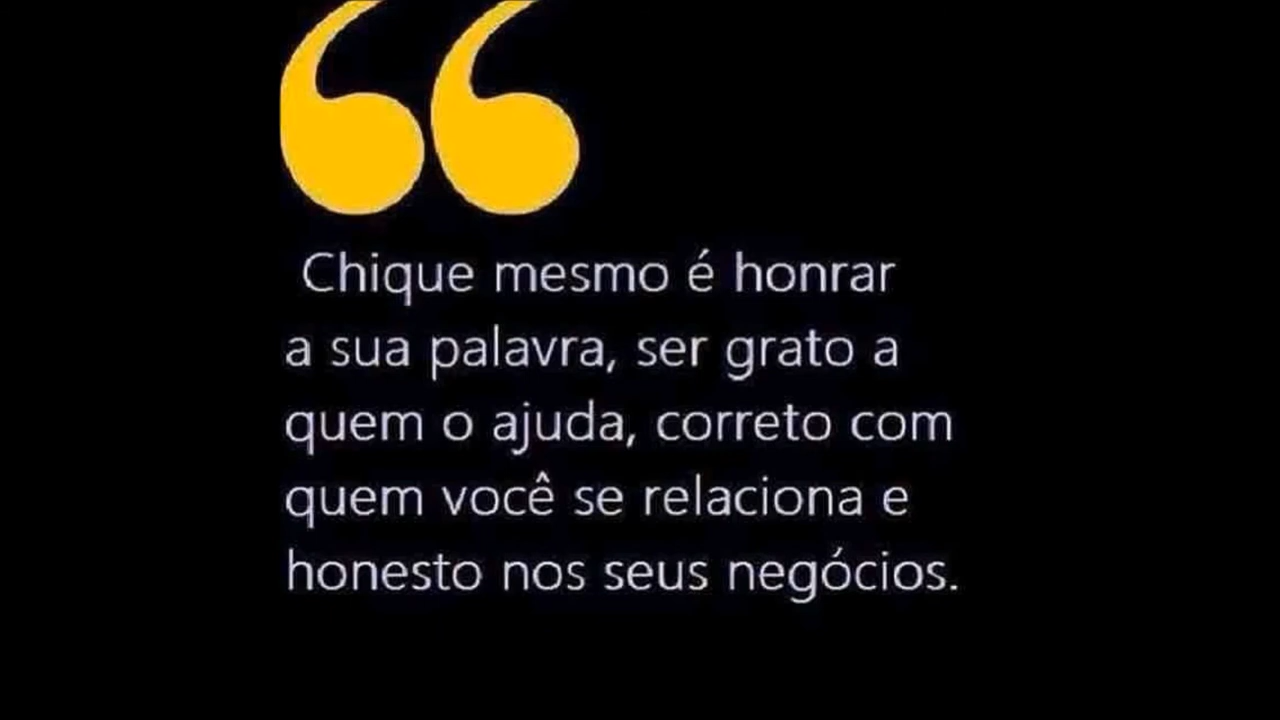 “
Chique mesmo é honrar
a sua palavra, ser grato a
quem o ajuda, correto com
quem você se relaciona e
honesto nos seus negócios.